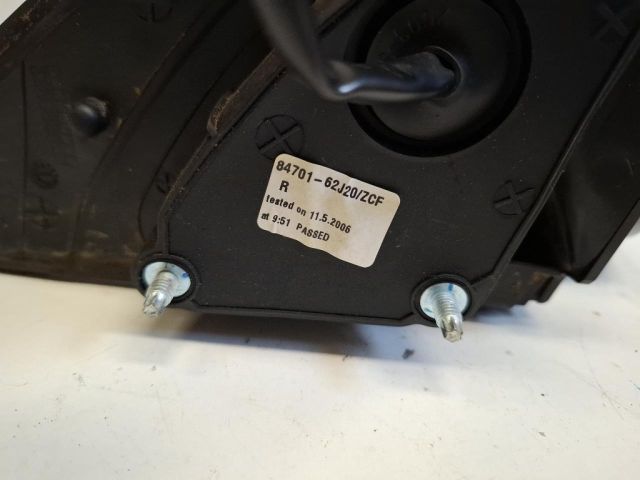 84701-62J20/ZCF
R
tested on 11.5.2006
at 9:51 PASSED